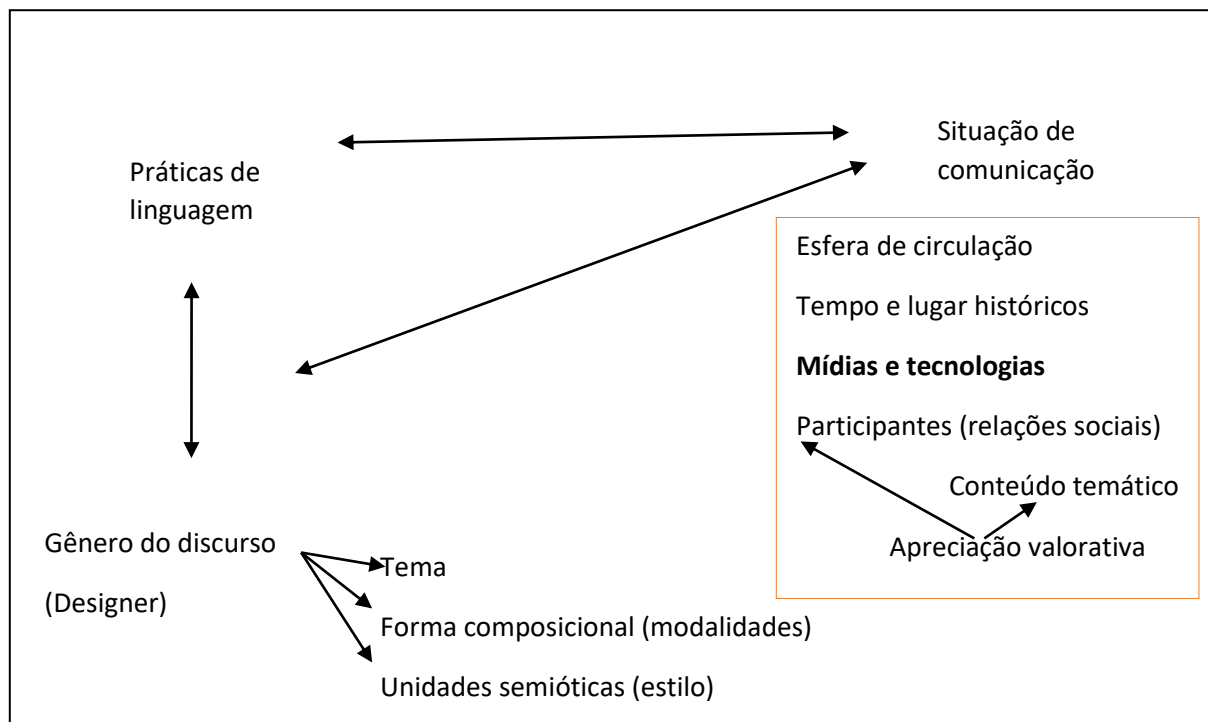 Práticas de
linguagem
Situação de
comunicação
Esfera de circulação
Tempo e lugar históricos
Mídias e tecnologias
Participantes (relações sociais)
Conteúdo temático
Apreciação valorativa
Gênero do discurso
(Designer)
Tema
Forma composicional (modalidades)
Unidades semióticas (estilo)